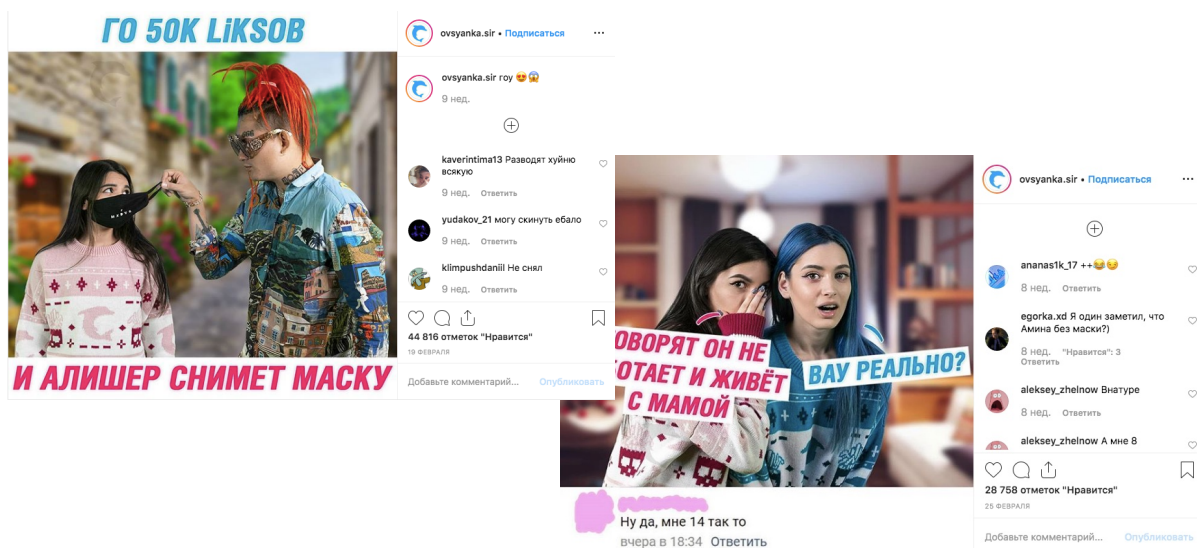 ГО 50K LiKSOB
И АЛИШЕР СНИМЕТ МАСКУ
ovsyanka.sir • Подписаться
ovsyanka.sir гоу 😍😱
9 нед.
kaverintima13 Разводят хуйню
всякую
9 нед. Ответить
yudakov_21 могу скинуть ебало
9 нед. Ответить
klimpushdaniil Не снял
9 нед. Ответить
44 816 отметок "Нравится"
19 ФЕВРАЛЯ
Добавьте комментарий... Опубликовать
ОВОРЯТ ОН НЕ
ОТАЕТ И ЖИВЁТ
С МАМОЙ
ВАУ РЕАЛЬНО?
Ну да, мне 14 так то
вчера в 18:34 Ответить
ovsyanka.sir • Подписаться
ananas1k_17 ++😂😏
8 нед. Ответить
egorka.xd Я один заметил, что
Амина без маски?)
8 нед. "Нравится": 3
Ответить
aleksey_zhelnow Внатуре
8 нед. Ответить
aleksey_zhelnow А мне 8
28 758 отметок "Нравится"
25 ФЕВРАЛЯ
Добавьте комментарий... Опубликовать